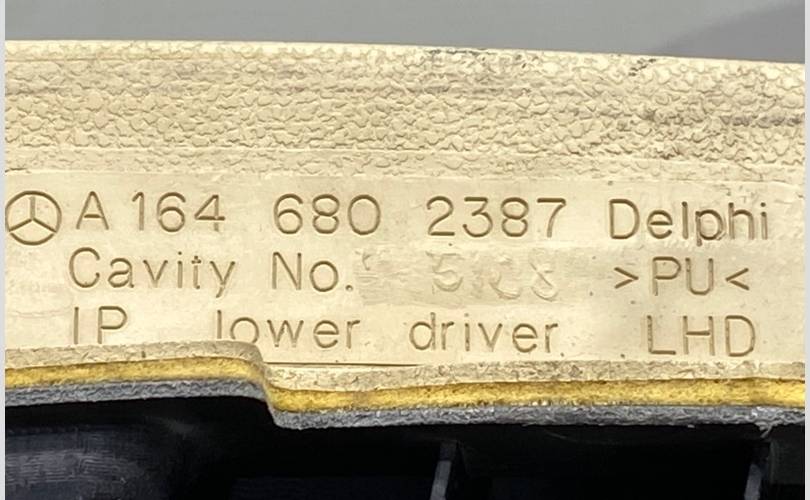 A 164 680 2387 Delphi
Cavity No. >PU<
IP lower driver LHD